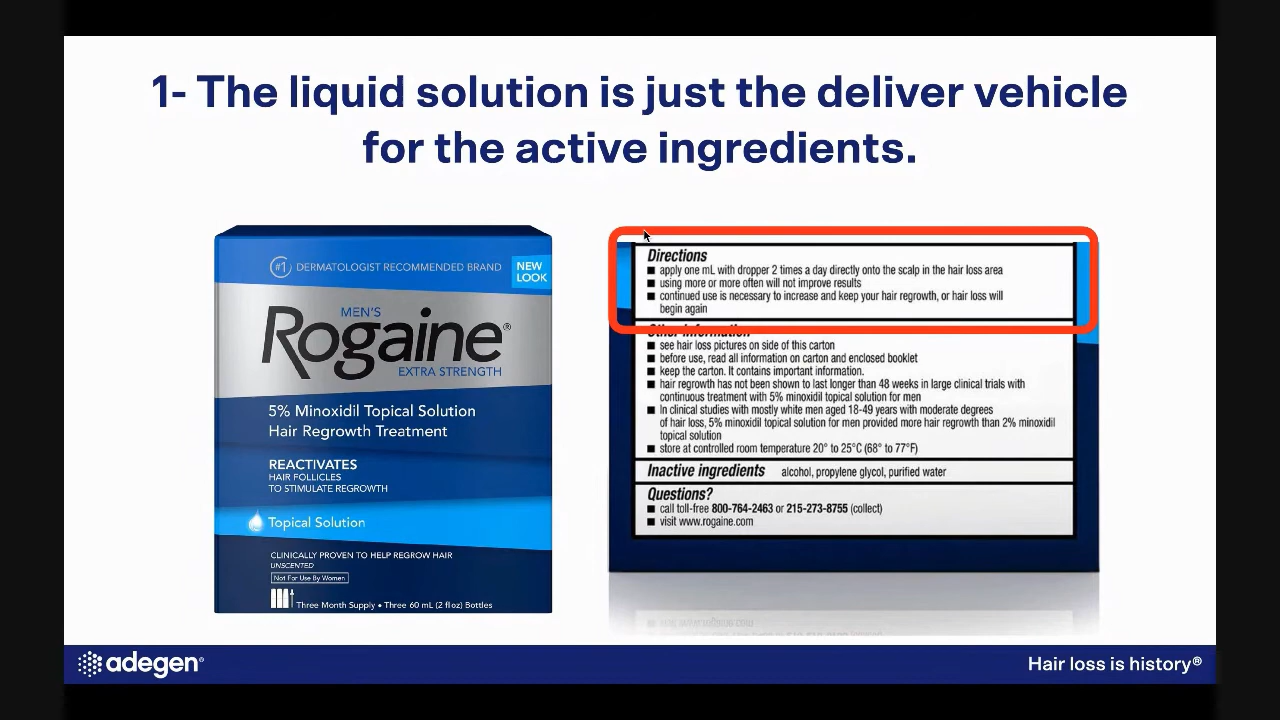 1- The liquid solution is just the deliver vehicle
for the active ingredients.
#1 DERMATOLOGIST RECOMMENDED BRAND
NEW
LOOK
MEN'S
Rogaine®
EXTRA STRENGTH
5% Minoxidil Topical Solution
Hair Regrowth Treatment
REACTIVATES
HAIR FOLLICLES
TO STIMULATE REGROWTH
Topical Solution
CLINICALLY PROVEN TO HELP REGROW HAIR
UNSCENTED
Not For Use By Women
Three Month Supply • Three 60 mL (2 fl oz) Bottles
Directions
■ apply one mL with dropper 2 times a day directly onto the scalp in the hair loss area
■ using more or more often will not improve results
■ continued use is necessary to increase and keep your hair regrowth, or hair loss will
begin again
Other information
■ see hair loss pictures on side of this carton
■ before use, read all information on carton and enclosed booklet
■ keep the carton. It contains important information.
■ hair regrowth has not been shown to last longer than 48 weeks in large clinical trials with
continuous treatment with 5% minoxidil topical solution for men
■ In clinical studies with mostly white men aged 18-49 years with moderate degrees
of hair loss, 5% minoxidil topical solution for men provided more hair regrowth than 2% minoxidil
topical solution
■ store at controlled room temperature 20° to 25°C (68° to 77°F)
Inactive ingredients alcohol, propylene glycol, purified water
Questions?
■ call toll-free 800-764-2463 or 215-273-8755 (collect)
■ visit www.rogaine.com
adegen®
Hair loss is history®